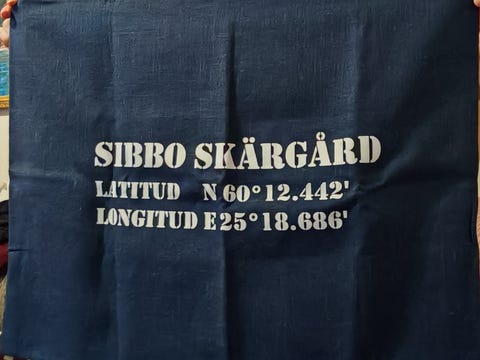 SIBBO SKÄRGÅRD
LATITUD N 60° 12.442'
LONGITUD E 25° 18.686'